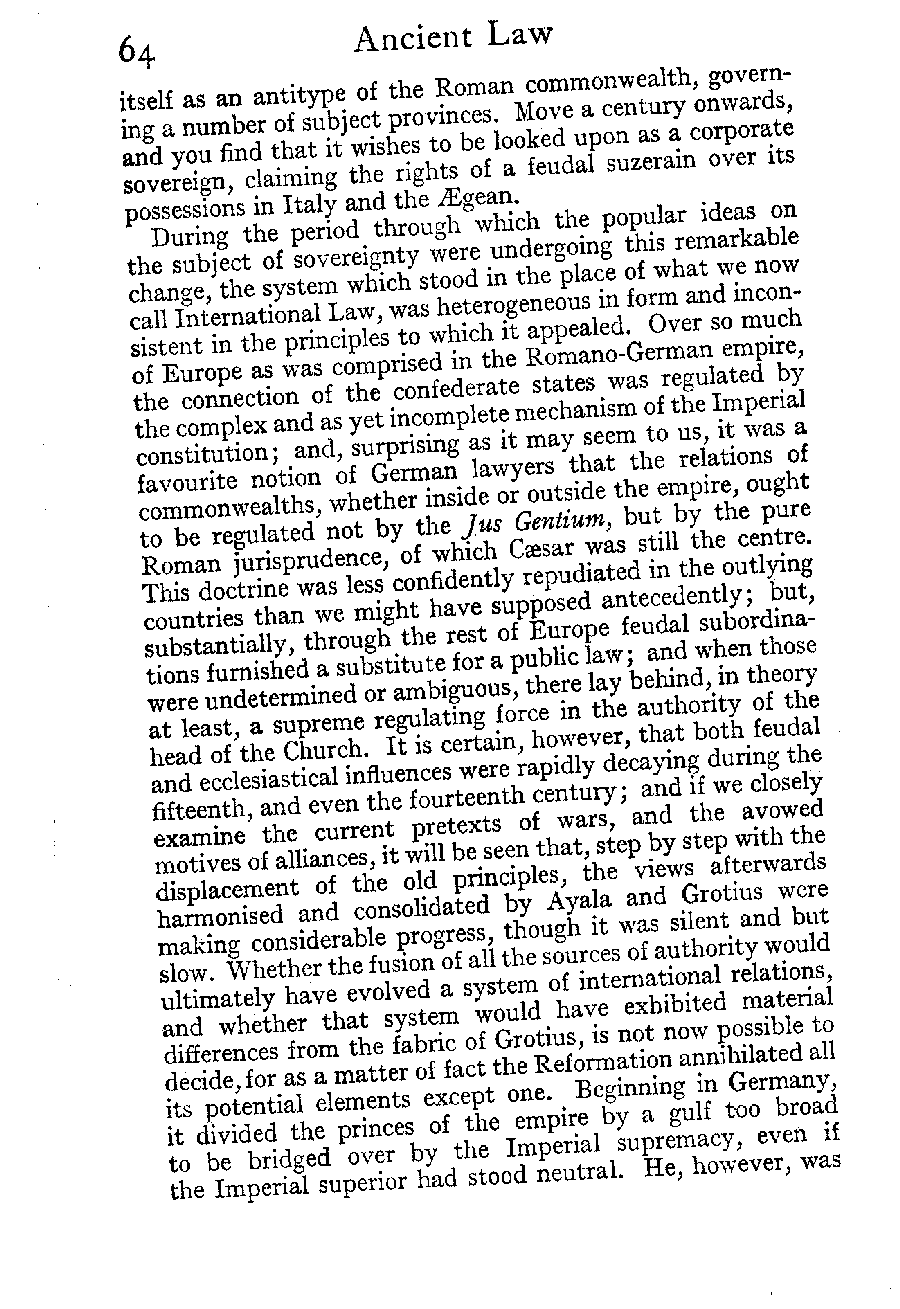 64 Ancient Law
itself as an antitype of the Roman commonwealth, govern-
ing a number of subject provinces. Move a century onwards,
and you find that it wishes to be looked upon as a corporate
sovereign, claiming the rights of a feudal suzerain over its
possessions in Italy and the Ægean.
During the period through which the popular ideas on
the subject of sovereignty were undergoing this remarkable
change, the system which stood in the place of what we now
call International Law, was heterogeneous in form and incon-
sistent in the principles to which it appealed. Over so much
of Europe as was comprised in the Romano-German empire,
the connection of the confederate states was regulated by
the complex and as yet incomplete mechanism of the Imperial
constitution; and, surprising as it may seem to us, it was a
favourite notion of German lawyers that the relations of
commonwealths, whether inside or outside the empire, ought
to be regulated not by the Jus Gentium, but by the pure
Roman jurisprudence, of which Cæsar was still the centre.
This doctrine was less confidently repudiated in the outlying
countries than we might have supposed antecedently; but,
substantially, through the rest of Europe feudal subordina-
tions furnished a substitute for a public law; and when those
were undetermined or ambiguous, there lay behind, in theory
at least, a supreme regulating force in the authority of the
head of the Church. It is certain, however, that both feudal
and ecclesiastical influences were rapidly decaying during the
fifteenth, and even the fourteenth century; and if we closely
examine the current pretexts of wars, and the avowed
motives of alliances, it will be seen that, step by step with the
displacement of the old principles, the views afterwards
harmonised and consolidated by Ayala and Grotius were
making considerable progress, though it was silent and but
slow. Whether the fusion of all the sources of authority would
ultimately have evolved a system of international relations,
and whether that system would have exhibited material
differences from the fabric of Grotius, is not now possible to
decide, for as a matter of fact the Reformation annihilated all
its potential elements except one. Beginning in Germany,
it divided the princes of the empire by a gulf too broad
to be bridged over by the Imperial supremacy, even if
the Imperial superior had stood neutral. He, however, was